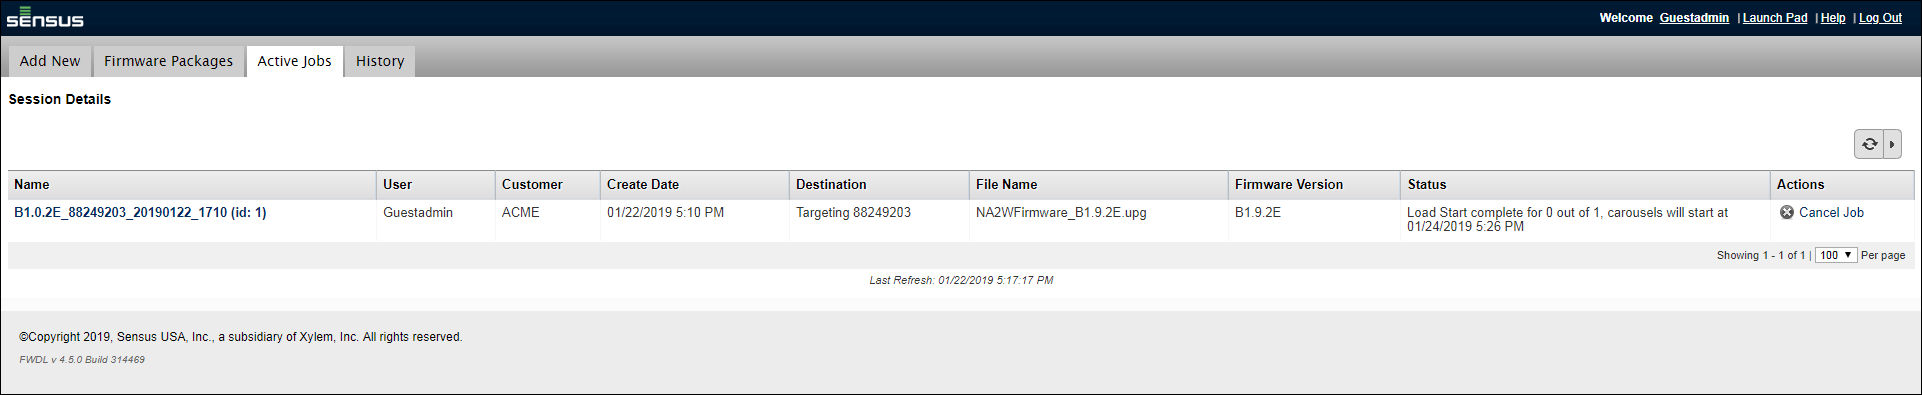 sensus
Welcome Guestadmin | Launch Pad | Help | Log Out
Add New Firmware Packages Active Jobs History
Session Details
Name User Customer Create Date Destination File Name Firmware Version Status Actions
B1.0.2E_88249203_20190122_1710 (id: 1) Guestadmin ACME 01/22/2019 5:10 PM Targeting 88249203 NA2WFirmware_B1.9.2E.upg B1.9.2E Load Start complete for 0 out of 1, carousels will start at Cancel Job
01/24/2019 5:26 PM
Showing 1 - 1 of 1 | 100 Per page
Last Refresh: 01/22/2019 5:17:17 PM
©Copyright 2019, Sensus USA, Inc., a subsidiary of Xylem, Inc. All rights reserved.
FWDL v 4.5.0 Build 314469